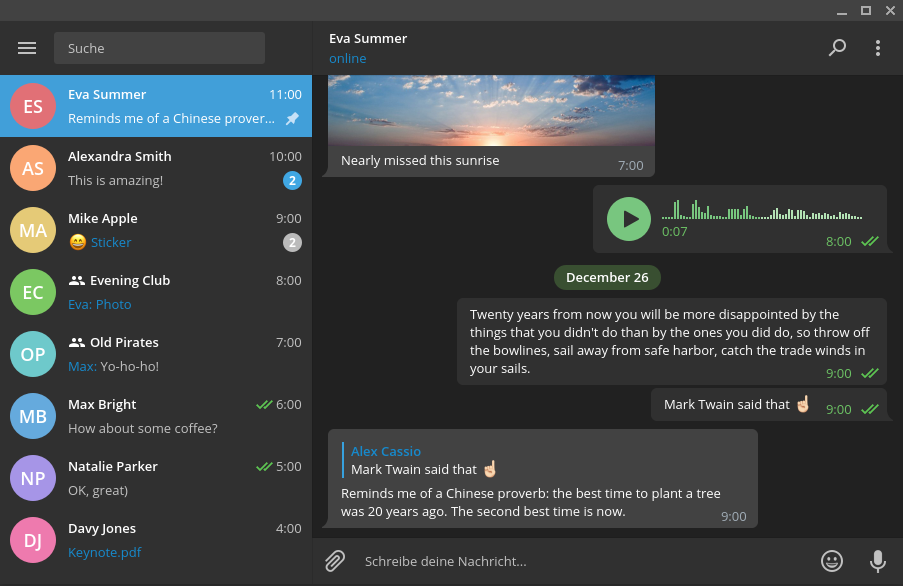 Suche
ES
Eva Summer
11:00
Reminds me of a Chinese prover...
AS
Alexandra Smith
10:00
This is amazing!
2
MA
Mike Apple
9:00
😄 Sticker
2
EC
Evening Club
8:00
Eva: Photo
OP
Old Pirates
7:00
Max: Yo-ho-ho!
MB
Max Bright
6:00
How about some coffee?
NP
Natalie Parker
5:00
OK, great)
DJ
Davy Jones
4:00
Keynote.pdf
Eva Summer
online
Nearly missed this sunrise
7:00
0:07
8:00
December 26
Twenty years from now you will be more disappointed by the
things that you didn't do than by the ones you did do, so throw off
the bowlines, sail away from safe harbor, catch the trade winds in
your sails.
9:00
Mark Twain said that ☝🏻
9:00
Alex Cassio
Mark Twain said that ☝🏻
Reminds me of a Chinese proverb: the best time to plant a tree
was 20 years ago. The second best time is now.
9:00
Schreibe deine Nachricht...